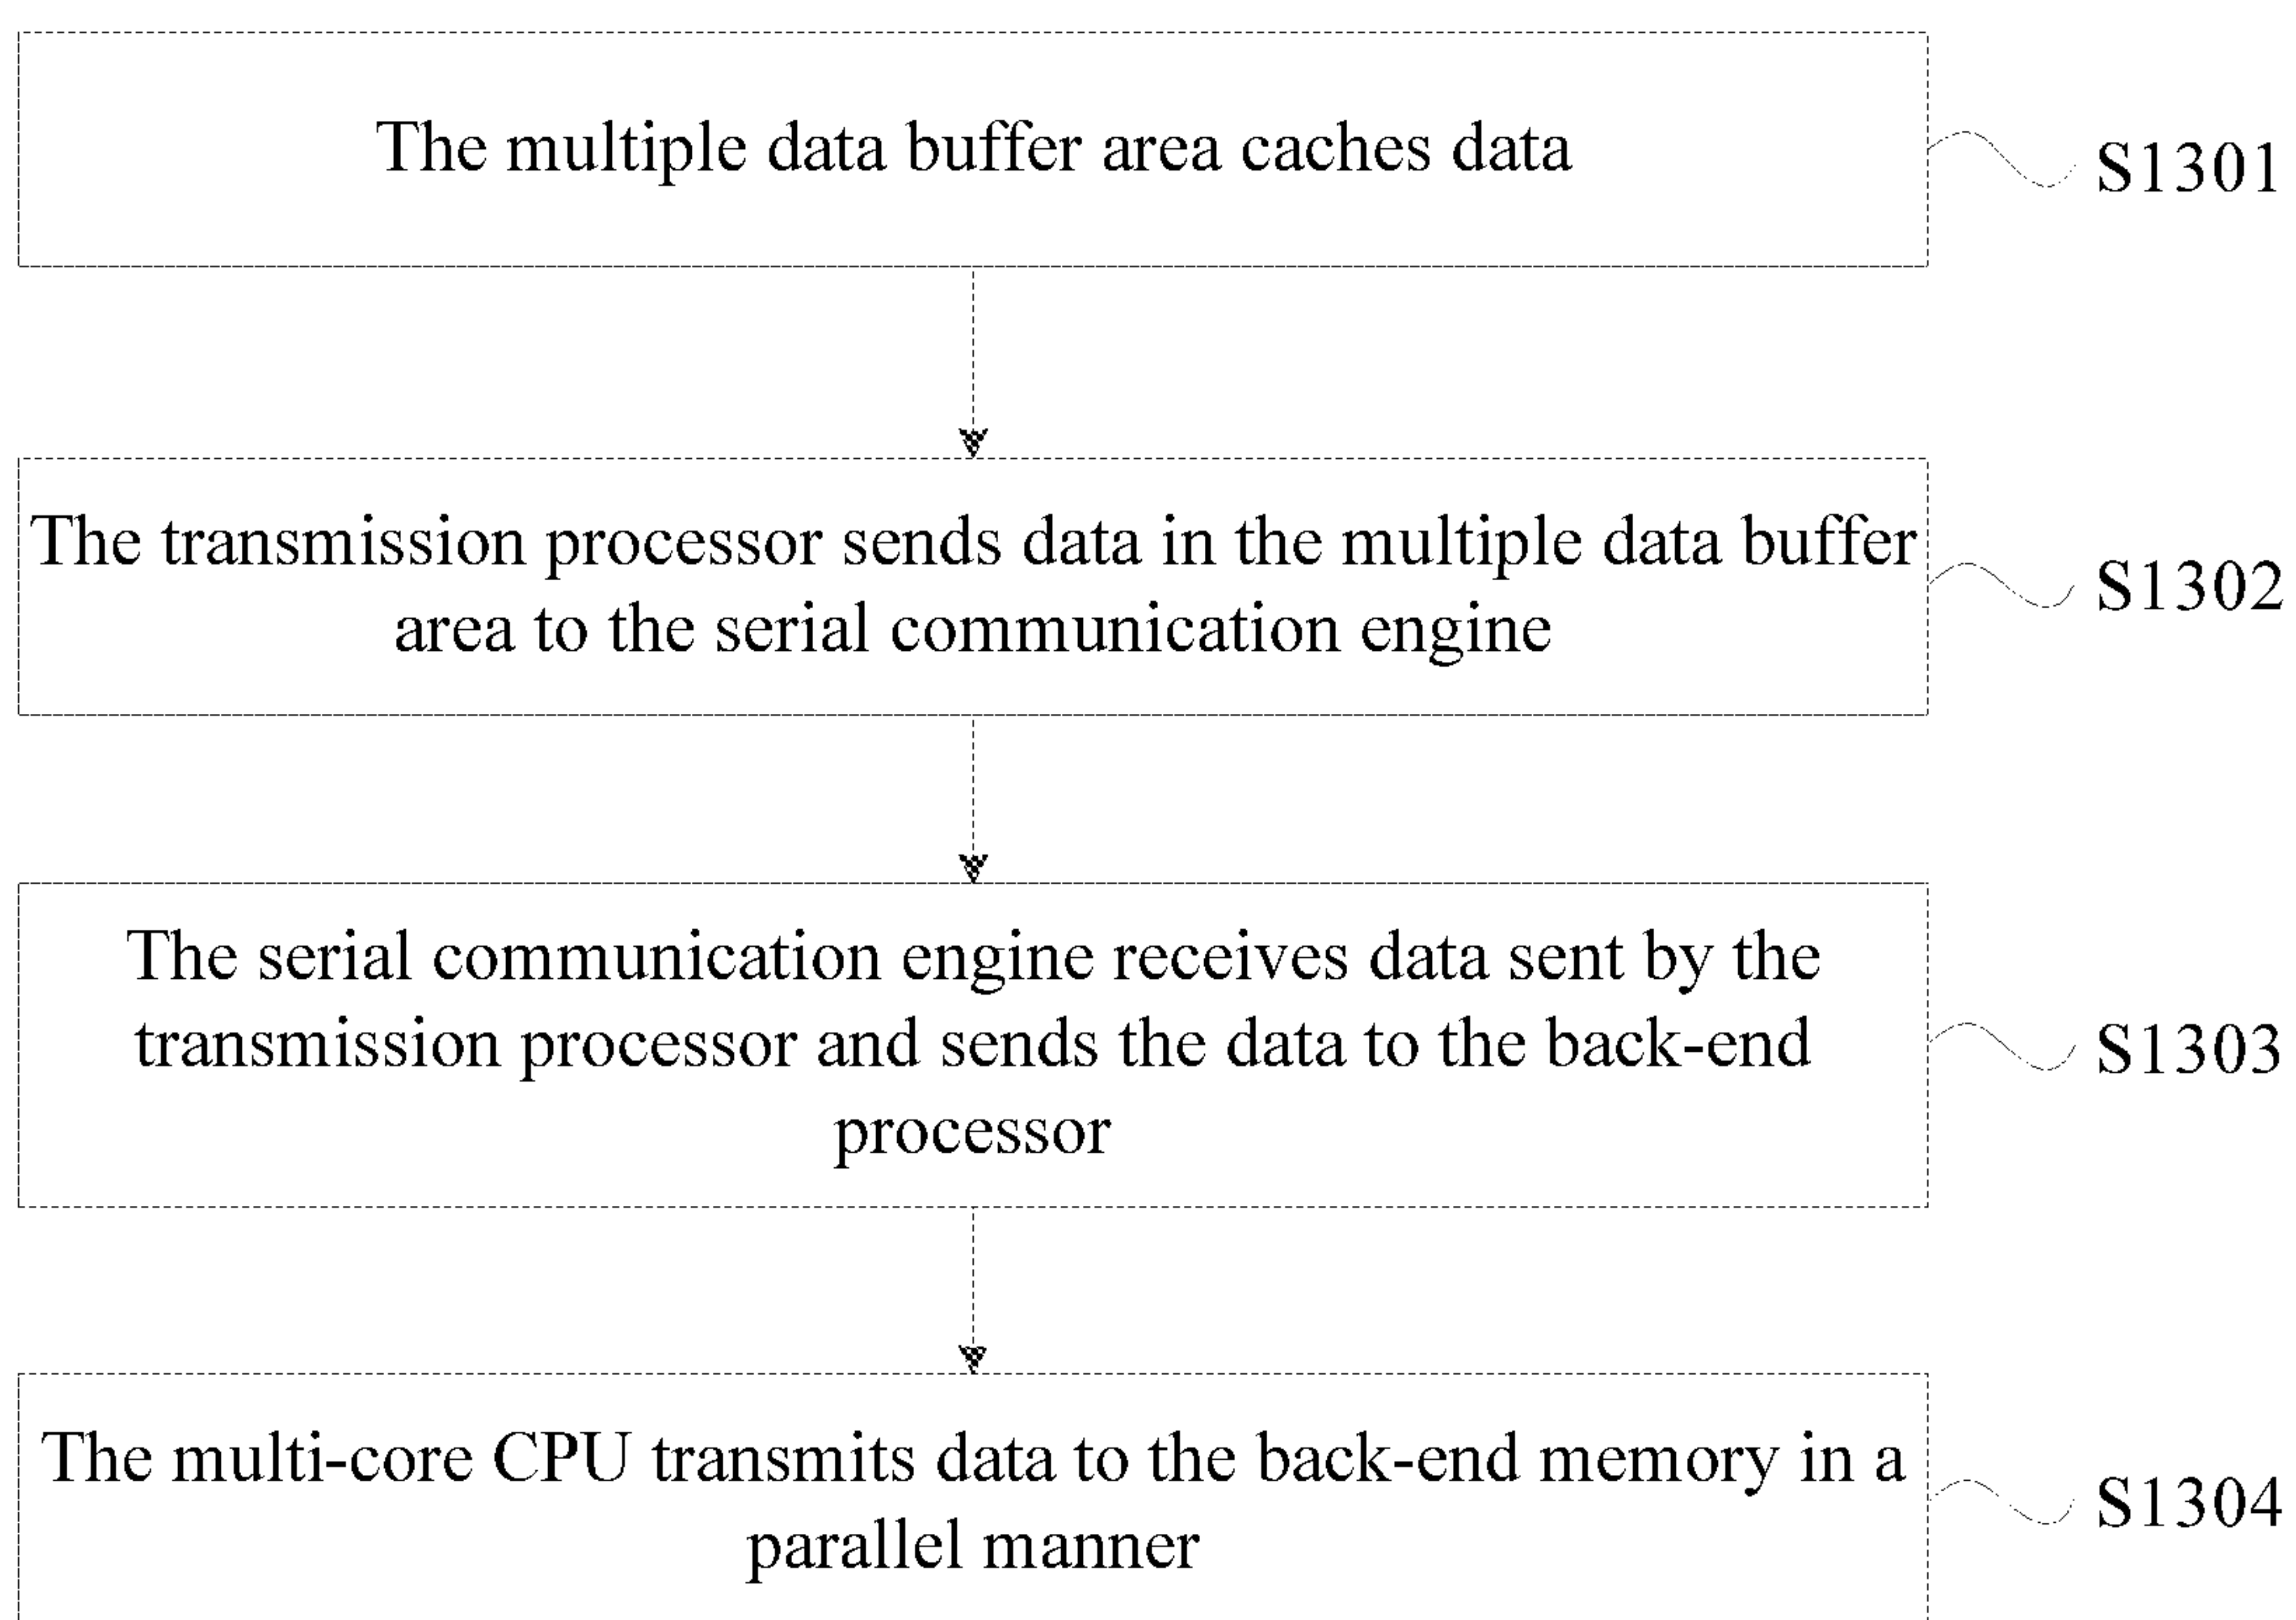 The multiple data buffer area caches data
S1301
The transmission processor sends data in the multiple data buffer
area to the serial communication engine
S1302
The serial communication engine receives data sent by the
transmission processor and sends the data to the back-end
processor
S1303
The multi-core CPU transmits data to the back-end memory in a
parallel manner
S1304